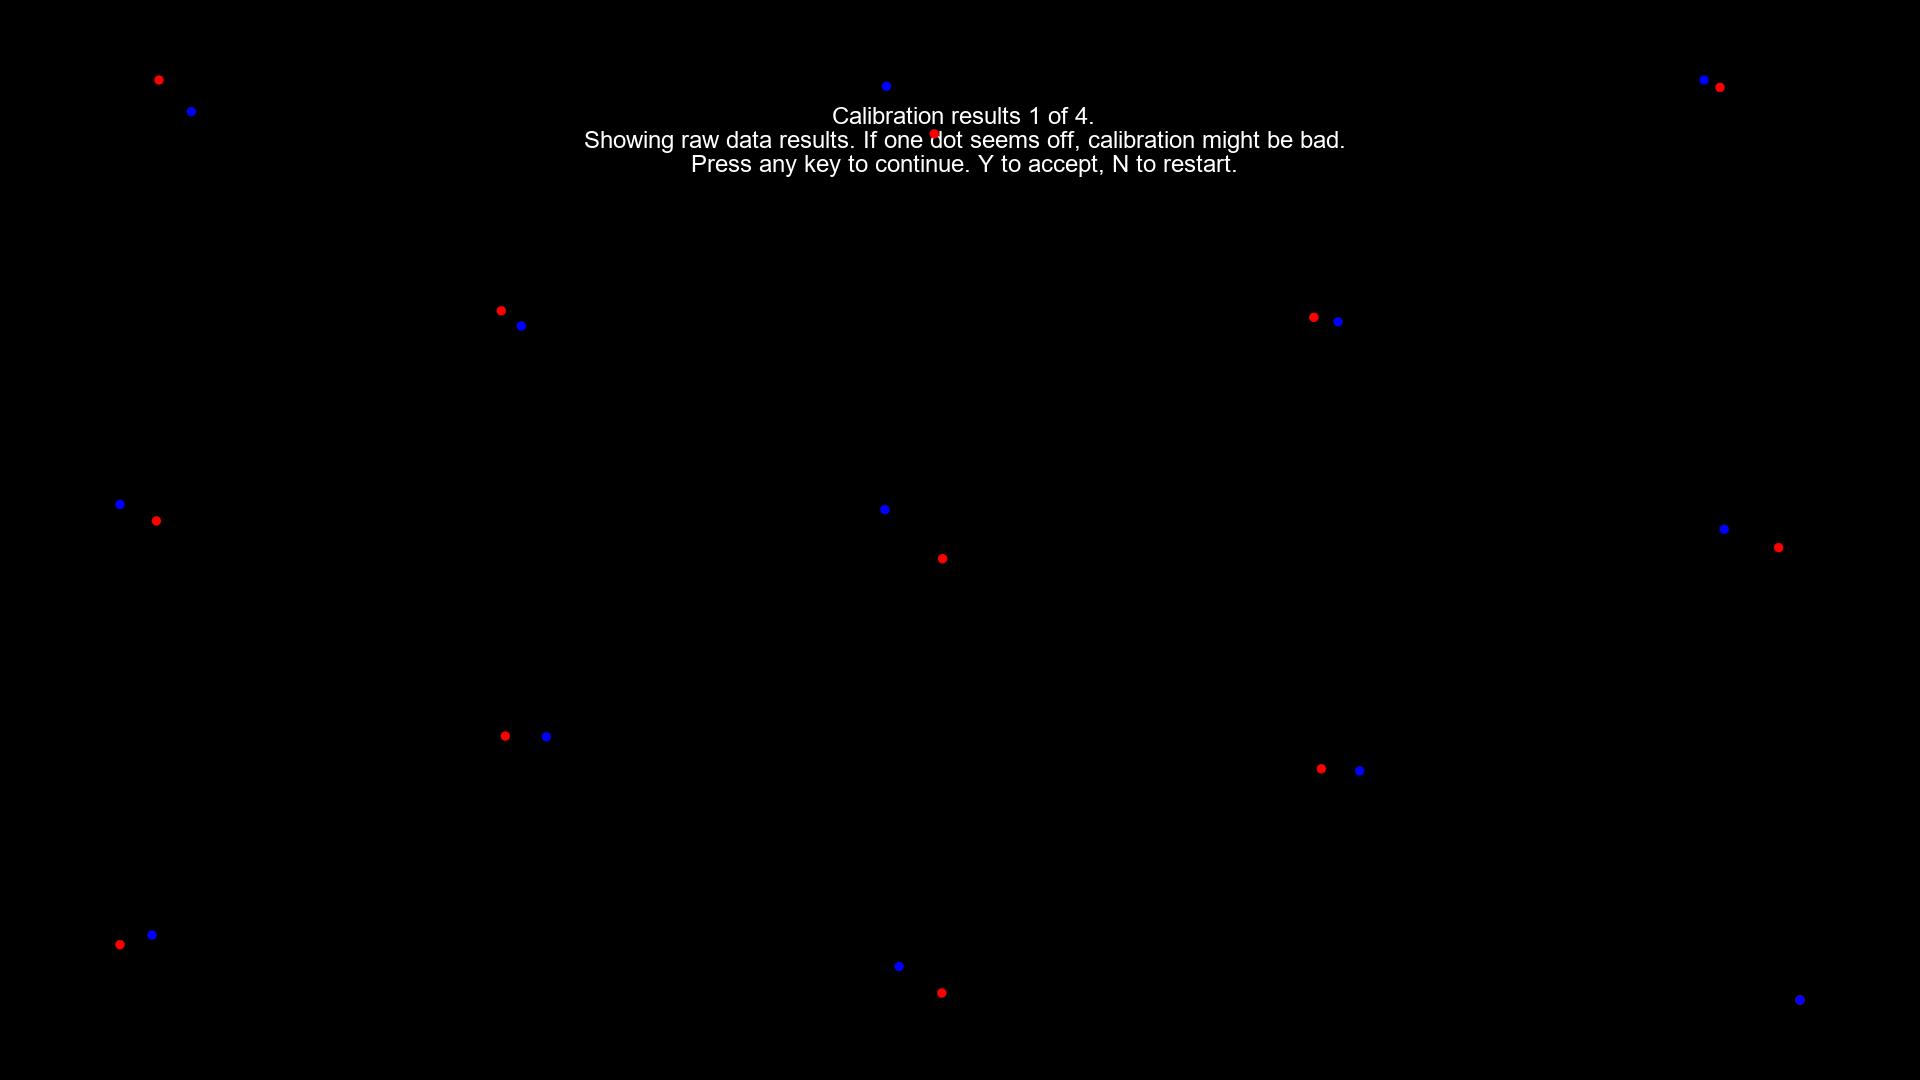 Calibration results 1 of 4.
Showing raw data results. If one dot seems off, calibration might be bad.
Press any key to continue. Y to accept, N to restart.